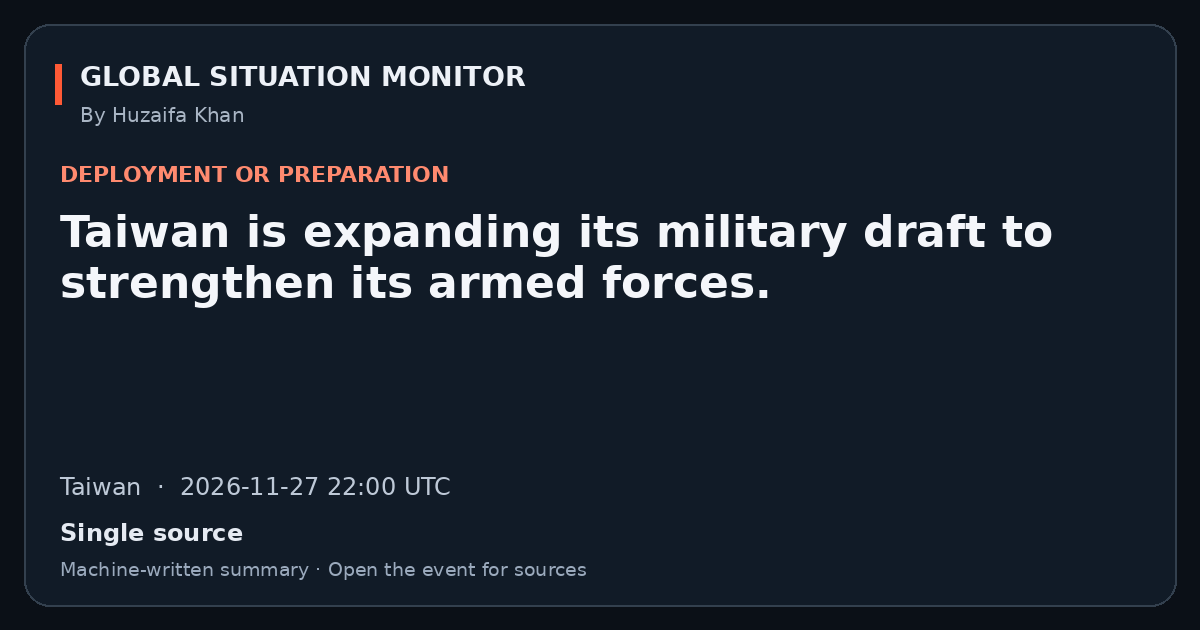 GLOBAL SITUATION MONITOR
By Huzaifa Khan
DEPLOYMENT OR PREPARATION
Taiwan is expanding its military draft to
strengthen its armed forces.
Taiwan · 2026-11-27 22:00 UTC
Single source
Machine-written summary · Open the event for sources